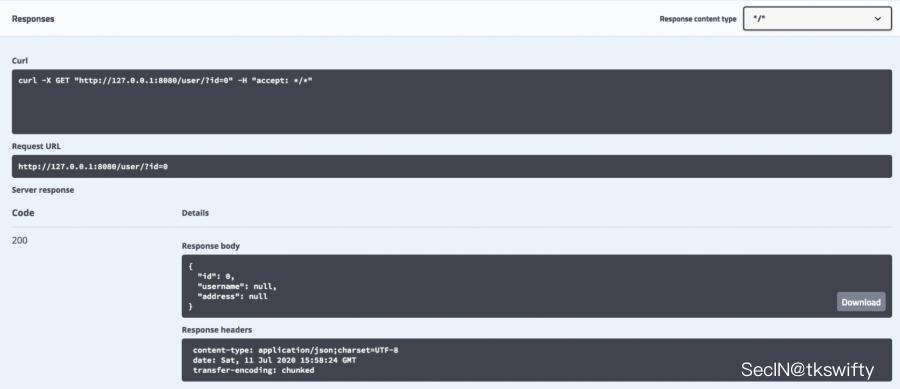 Responses
Response content type */*
Curl
curl -X GET "http://127.0.0.1:8080/user/?id=0" -H "accept: */*"
Request URL
http://127.0.0.1:8080/user/?id=0
Server response
Code Details
200
Response body
{
"id": 0,
"username": null,
"address": null
}
Download
Response headers
content-type: application/json;charset=UTF-8
date: Sat, 11 Jul 2020 15:58:24 GMT
transfer-encoding: chunked
SecIN@tkswifty